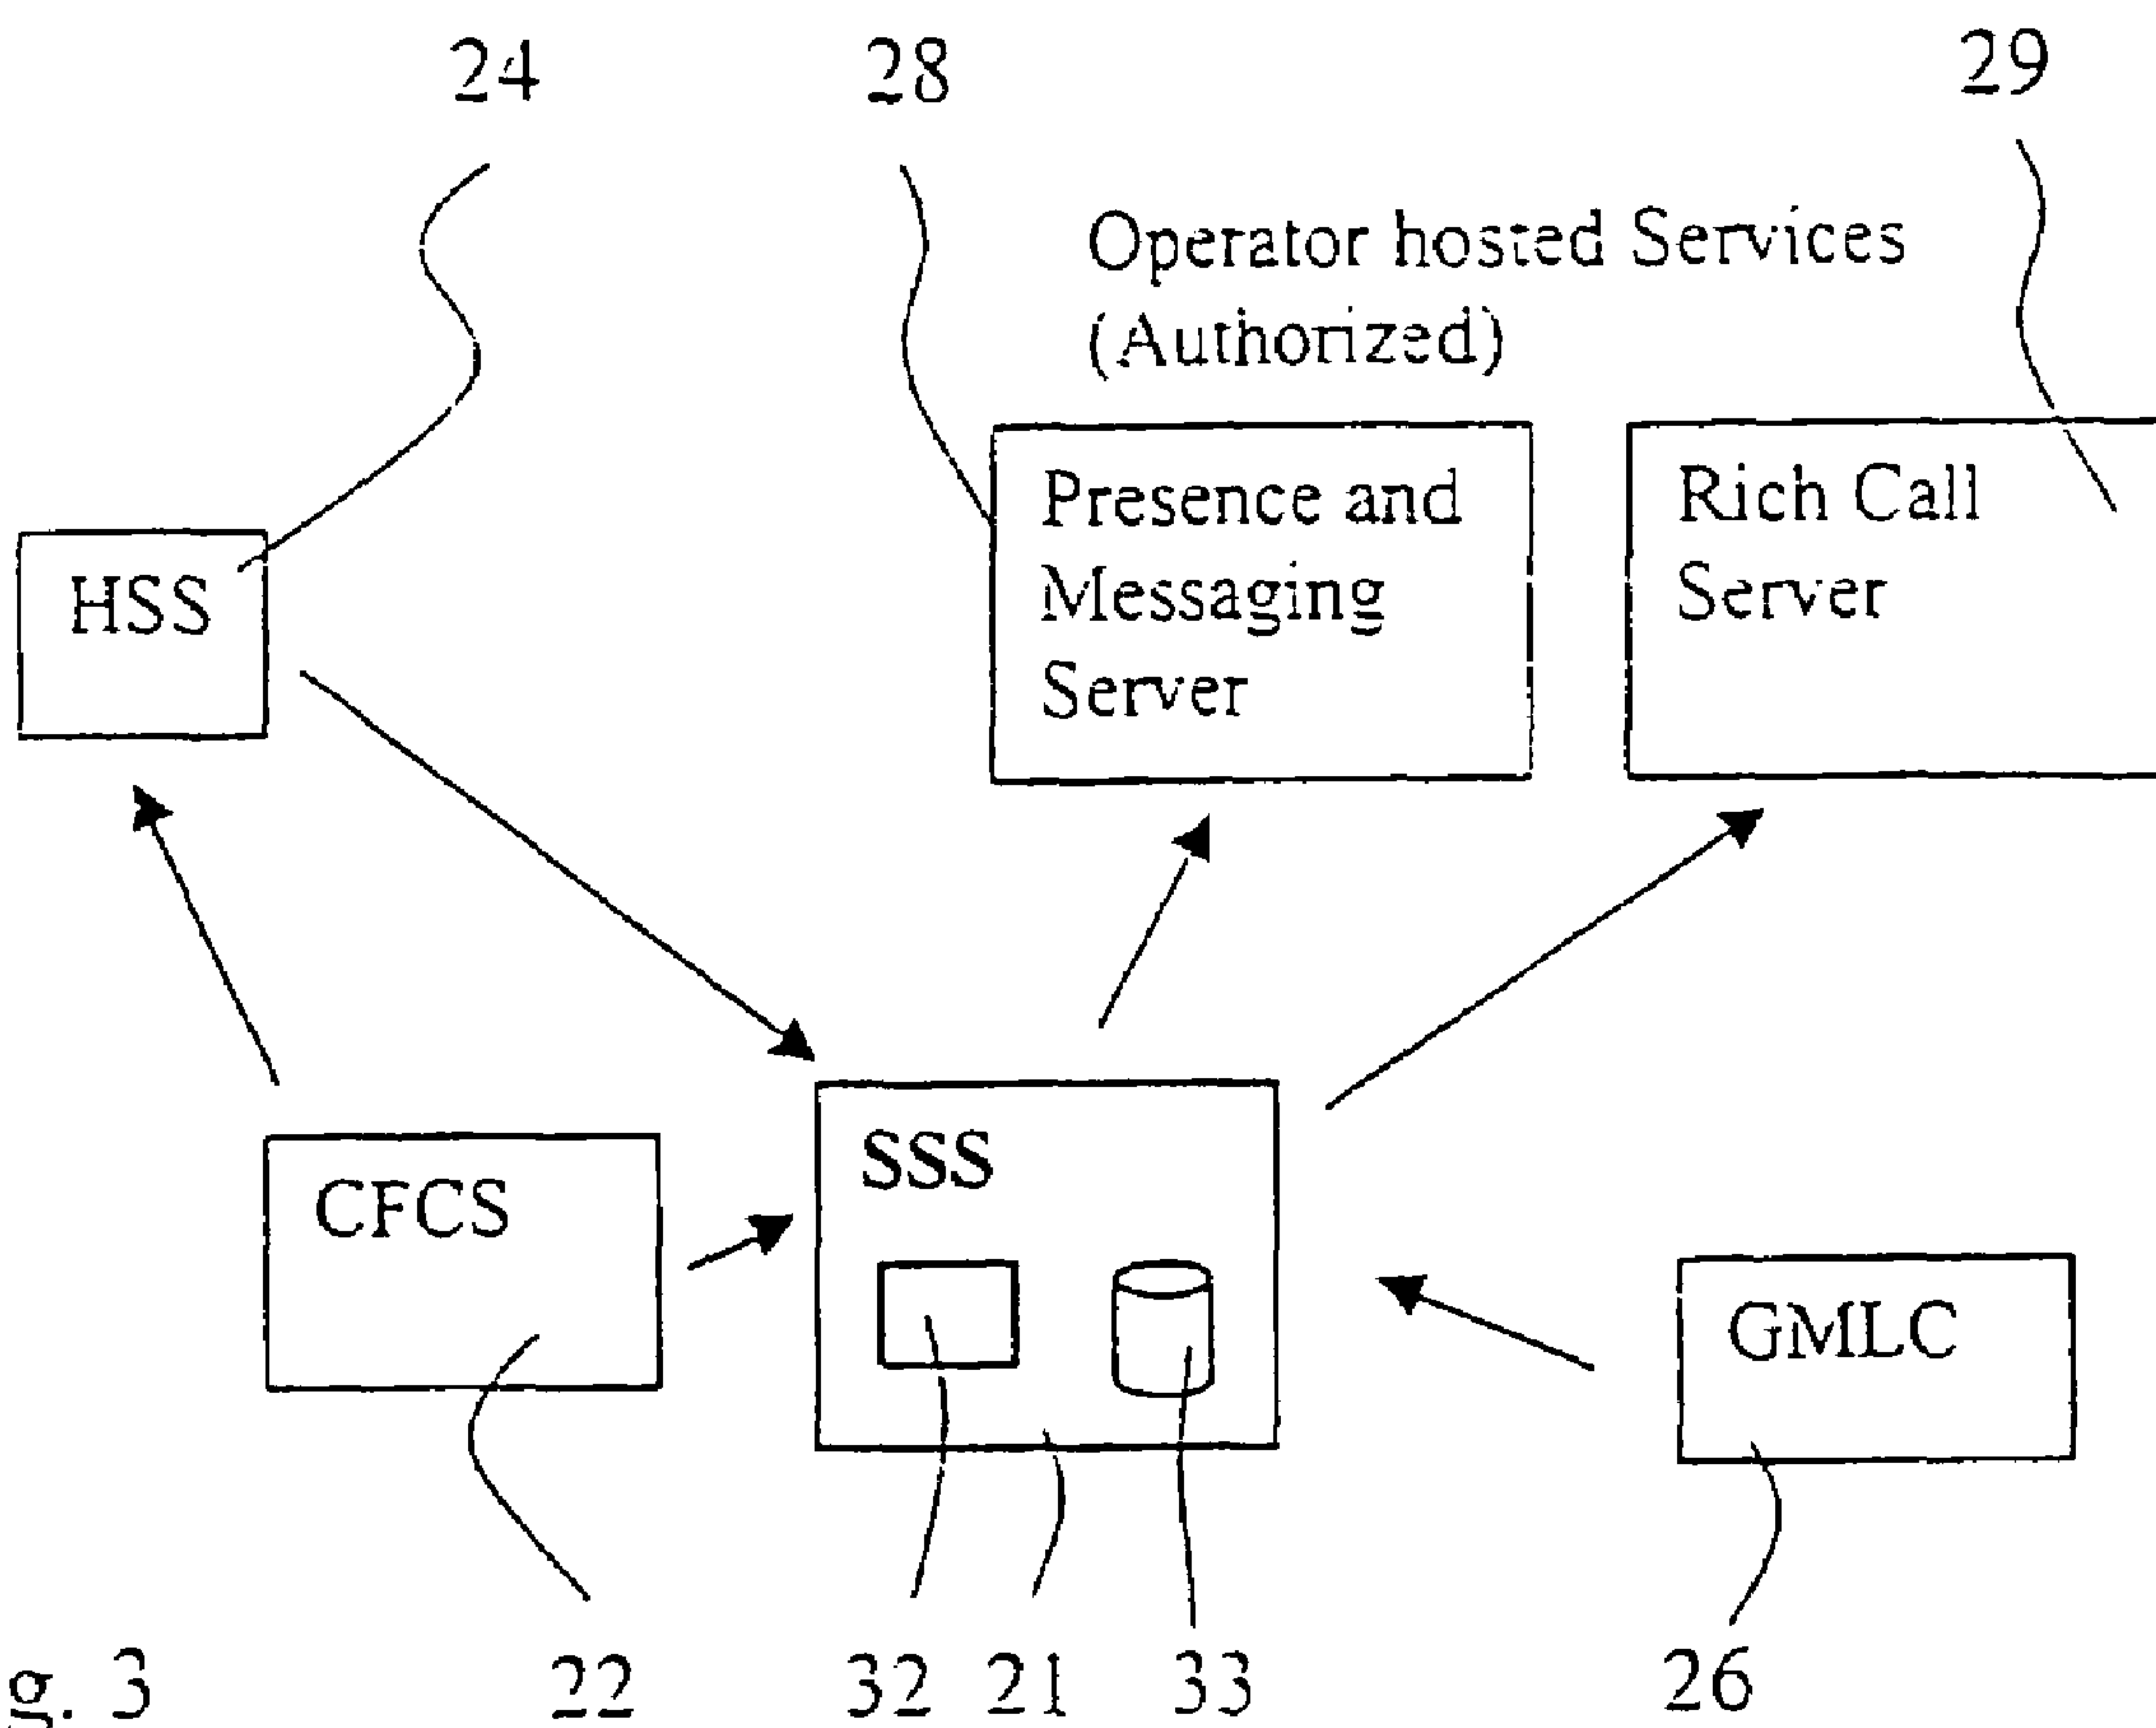 24
28
29
Operator hosted Services
(Authorized)
HSS
Presence and
Messaging
Server
Rich Call
Server
CFCS
SSS
GMLC
g. 3
22
32
21
33
26